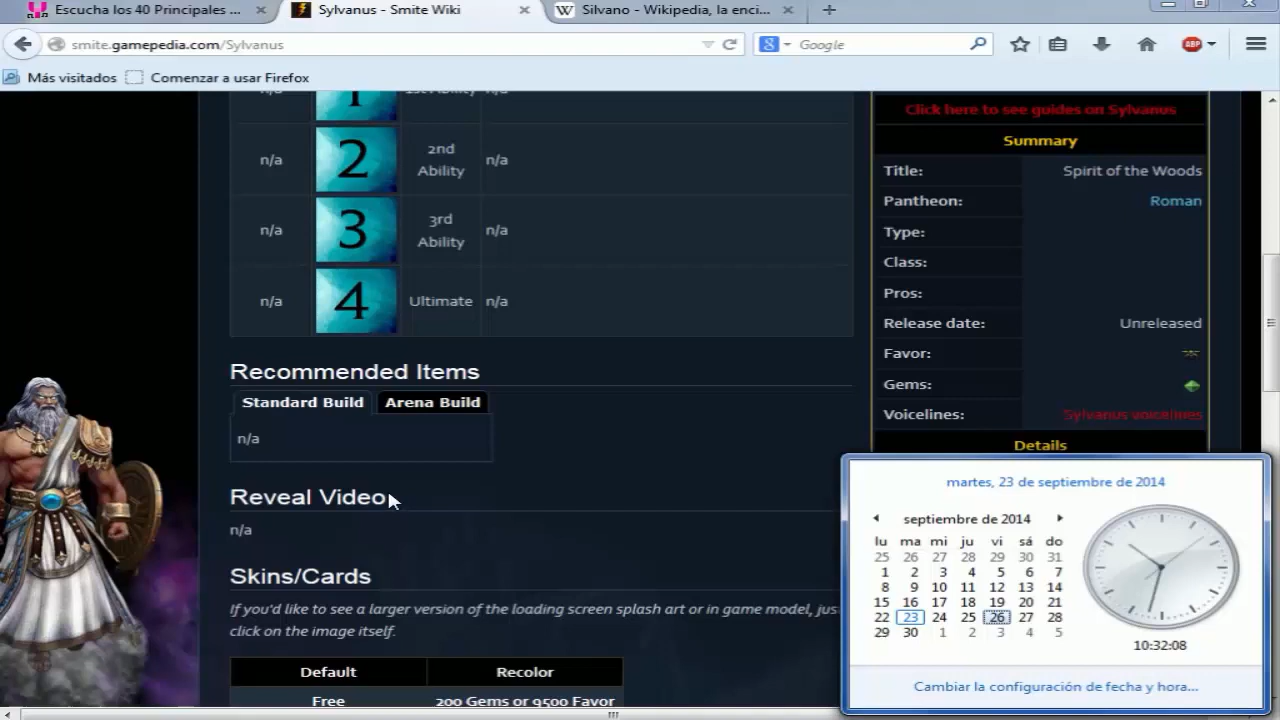 Escucha los 40 Principales ...
Sylvanus - Smite Wiki
Silvano - Wikipedia, la enci...
smite.gamepedia.com/Sylvanus
Google
ABP
Más visitados
Comenzar a usar Firefox
n/a 1 1st Ability n/a
n/a 2 2nd Ability n/a
n/a 3 3rd Ability n/a
n/a 4 Ultimate n/a
Recommended Items
Standard Build Arena Build
n/a
Reveal Video
n/a
Skins/Cards
If you'd like to see a larger version of the loading screen splash art or in game model, jus
click on the image itself.
Default Recolor
Free 200 Gems or 9500 Favor
Click here to see guides on Sylvanus
Summary
Title: Spirit of the Woods
Pantheon: Roman
Type:
Class:
Pros:
Release date: Unreleased
Favor:
Gems:
Voicelines: Sylvanus voicelines
Details
martes, 23 de septiembre de 2014
septiembre de 2014
lu ma mi ju vi sá do
25 26 27 28 29 30 31
1 2 3 4 5 6 7
8 9 10 11 12 13 14
15 16 17 18 19 20 21
22 23 24 25 26 27 28
29 30 1 2 3 4 5
10:32:08
Cambiar la configuración de fecha y hora...